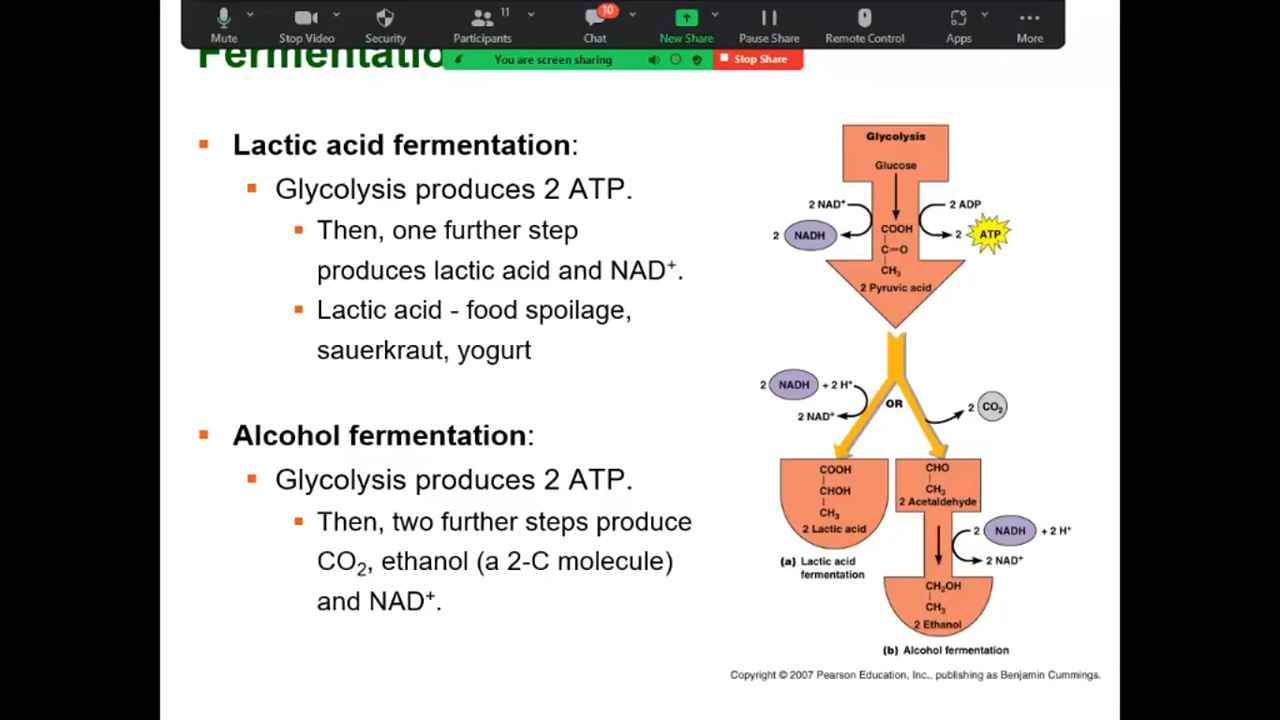 Mute
Stop Video
Security
Participants
11
Chat
10
New Share
Pause Share
Remote Control
Apps
More
You are screen sharing
Stop Share
Fermentatio
▪ Lactic acid fermentation:
▪ Glycolysis produces 2 ATP.
▪ Then, one further step
produces lactic acid and NAD⁺.
▪ Lactic acid - food spoilage,
sauerkraut, yogurt
▪ Alcohol fermentation:
▪ Glycolysis produces 2 ATP.
▪ Then, two further steps produce
CO₂, ethanol (a 2-C molecule)
and NAD⁺.
Glycolysis
Glucose
2 NAD⁺
2 NADH
2 ADP
2 ATP
COOH
C=O
CH₃
2 Pyruvic acid
2 NADH + 2 H⁺
2 NAD⁺
OR
2 CO₂
COOH
CHOH
CH₃
2 Lactic acid
(a) Lactic acid
fermentation
CHO
CH₃
2 Acetaldehyde
2 NADH + 2 H⁺
2 NAD⁺
CH₂OH
CH₃
2 Ethanol
(b) Alcohol fermentation
Copyright © 2007 Pearson Education, Inc., publishing as Benjamin Cummings.